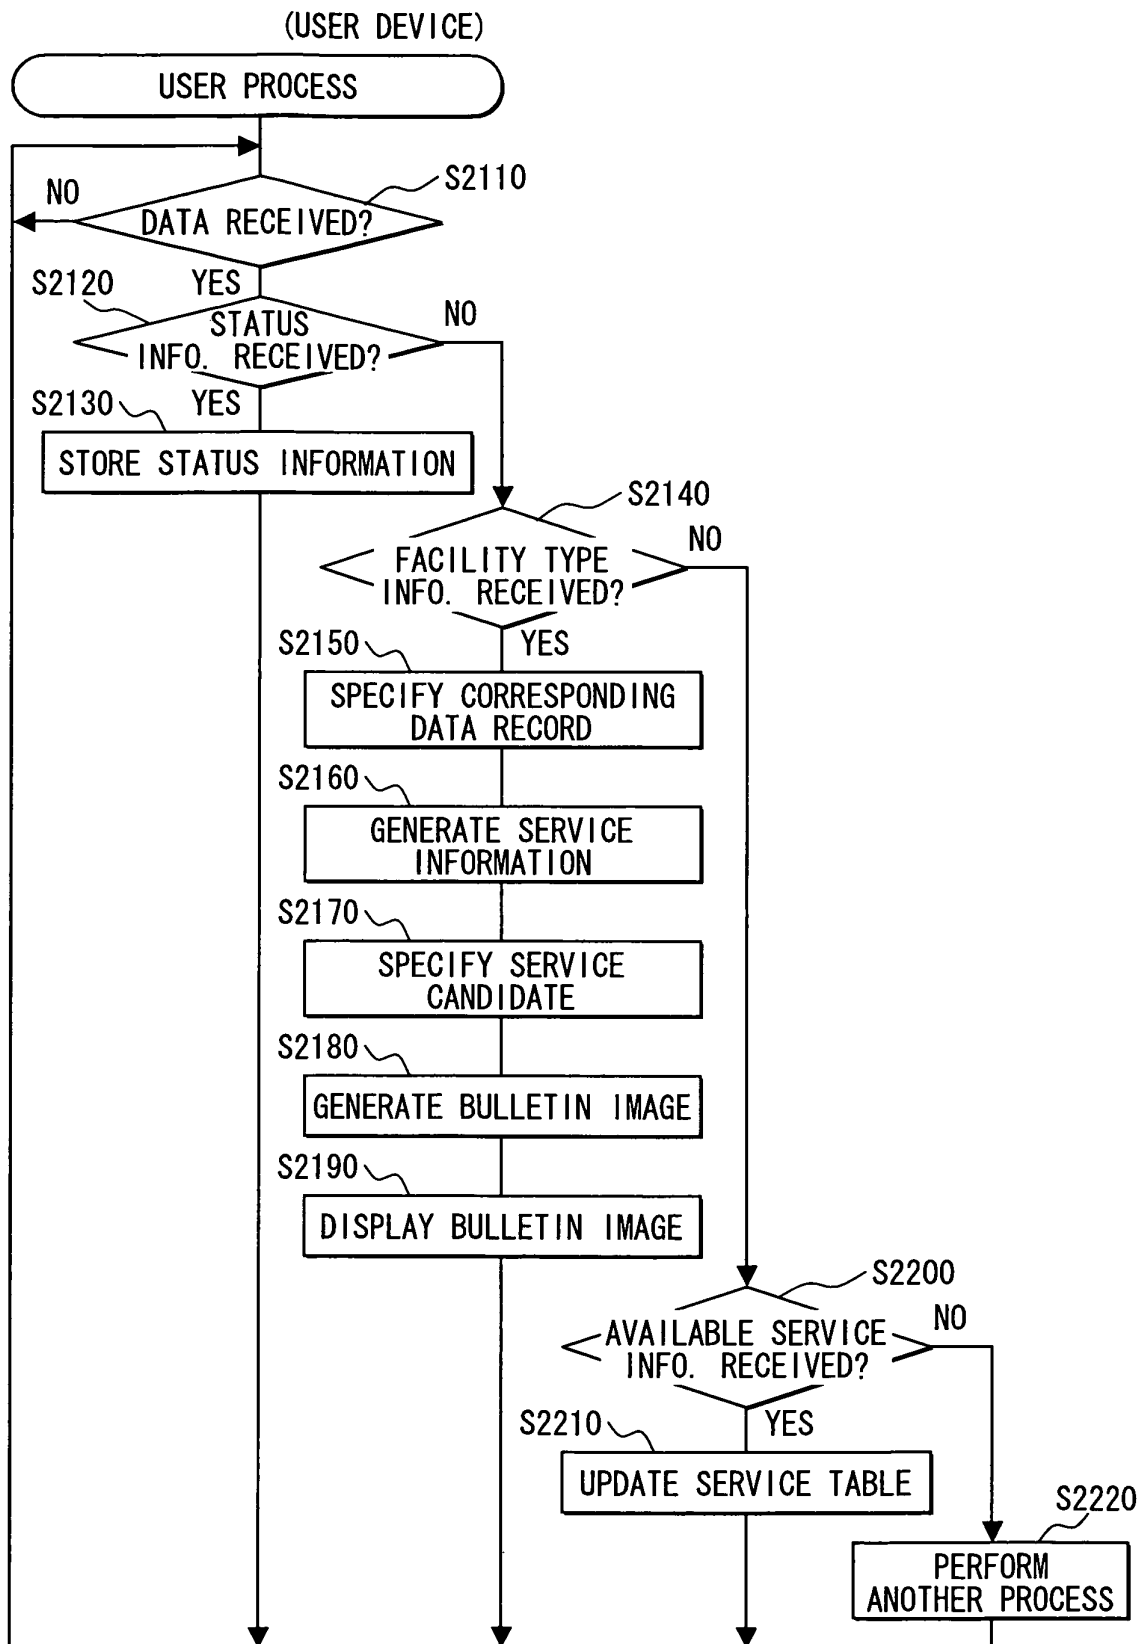 (USER DEVICE)
USER PROCESS
S2110
NO
DATA RECEIVED?
S2120
YES
NO
STATUS
INFO. RECEIVED?
S2130
YES
STORE STATUS INFORMATION
S2140
NO
FACILITY TYPE
INFO. RECEIVED?
S2150
YES
SPECIFY CORRESPONDING
DATA RECORD
S2160
GENERATE SERVICE
INFORMATION
S2170
SPECIFY SERVICE
CANDIDATE
S2180
GENERATE BULLETIN IMAGE
S2190
DISPLAY BULLETIN IMAGE
S2200
NO
AVAILABLE SERVICE
INFO. RECEIVED?
S2210
YES
UPDATE SERVICE TABLE
S2220
PERFORM
ANOTHER PROCESS